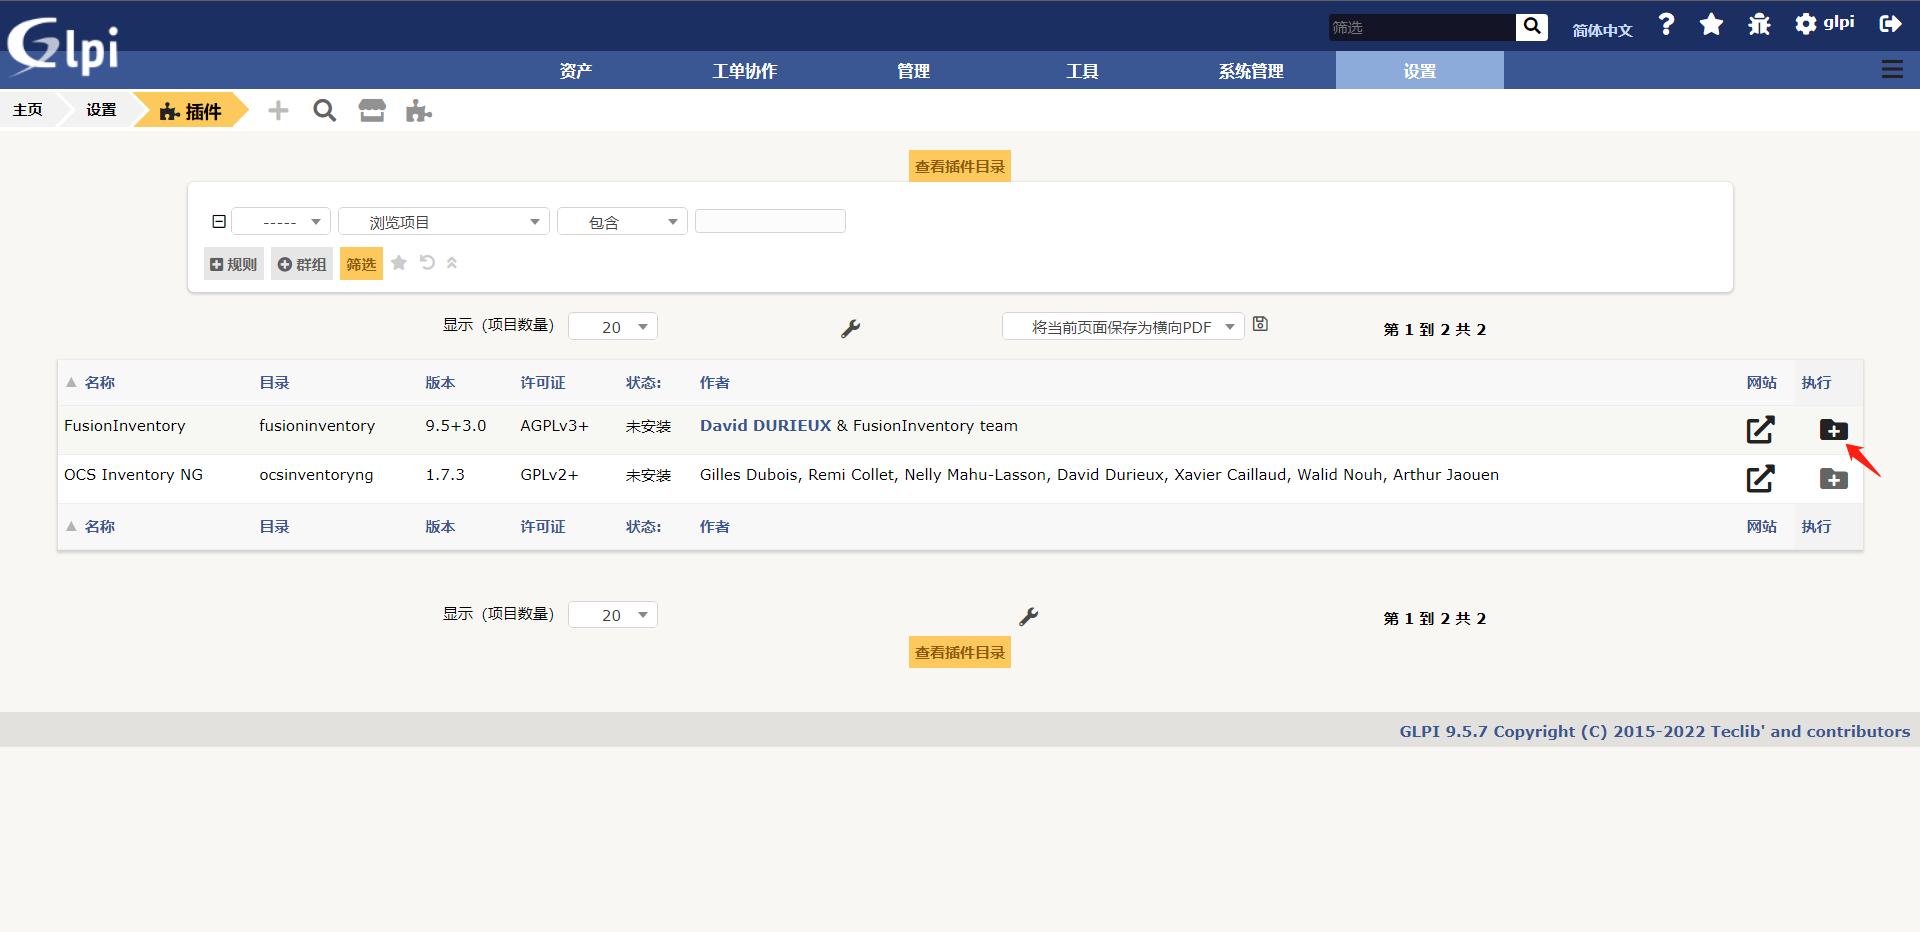 Glpi
筛选
简体中文
glpi
资产
工单协作
管理
工具
系统管理
设置
主页
设置
插件
查看插件目录
-----
浏览项目
包含
规则
群组
筛选
显示 (项目数量)
20
将当前页面保存为横向PDF
第 1 到 2 共 2
名称 目录 版本 许可证 状态: 作者 网站 执行
FusionInventory fusioninventory 9.5+3.0 AGPLv3+ 未安装 David DURIEUX & FusionInventory team
OCS Inventory NG ocsinventoryng 1.7.3 GPLv2+ 未安装 Gilles Dubois, Remi Collet, Nelly Mahu-Lasson, David Durieux, Xavier Caillaud, Walid Nouh, Arthur Jaouen
名称 目录 版本 许可证 状态: 作者 网站 执行
显示 (项目数量)
20
第 1 到 2 共 2
查看插件目录
GLPI 9.5.7 Copyright (C) 2015-2022 Teclib' and contributors